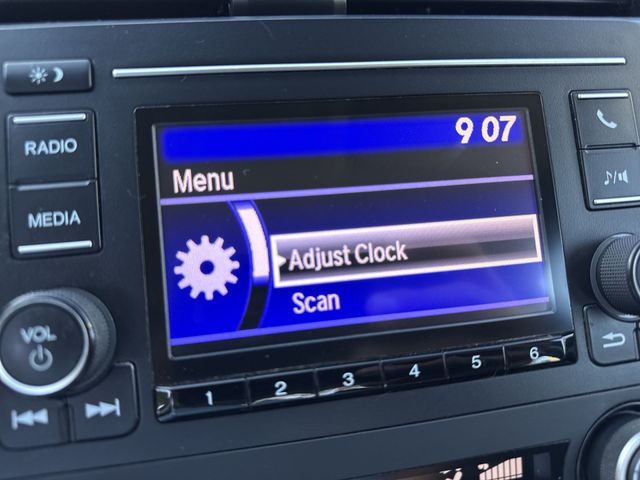 9 07
RADIO
Menu
MEDIA
Adjust Clock
Scan
VOL
1 2 3 4 5 6